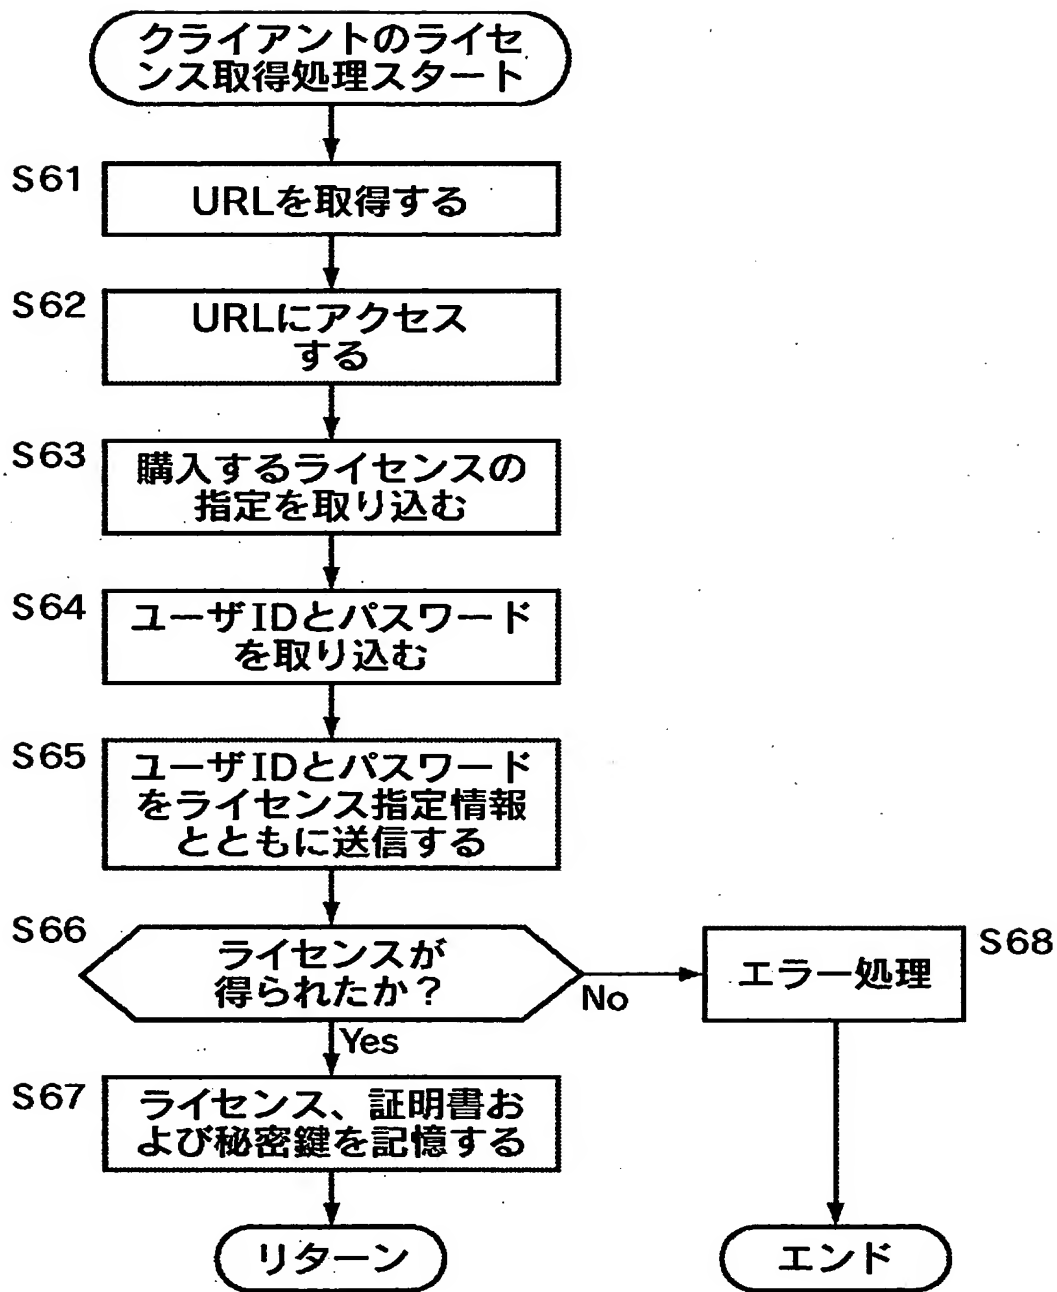 クライアントのライセ
ンス取得処理スタート
S61
URLを取得する
S62
URLにアクセス
する
S63
購入するライセンスの
指定を取り込む
S64
ユーザIDとパスワード
を取り込む
S65
ユーザIDとパスワード
をライセンス指定情報
とともに送信する
S66
ライセンスが
得られたか?
No
S68
エラー処理
Yes
S67
ライセンス、証明書お
よび秘密鍵を記憶する
リターン
エンド